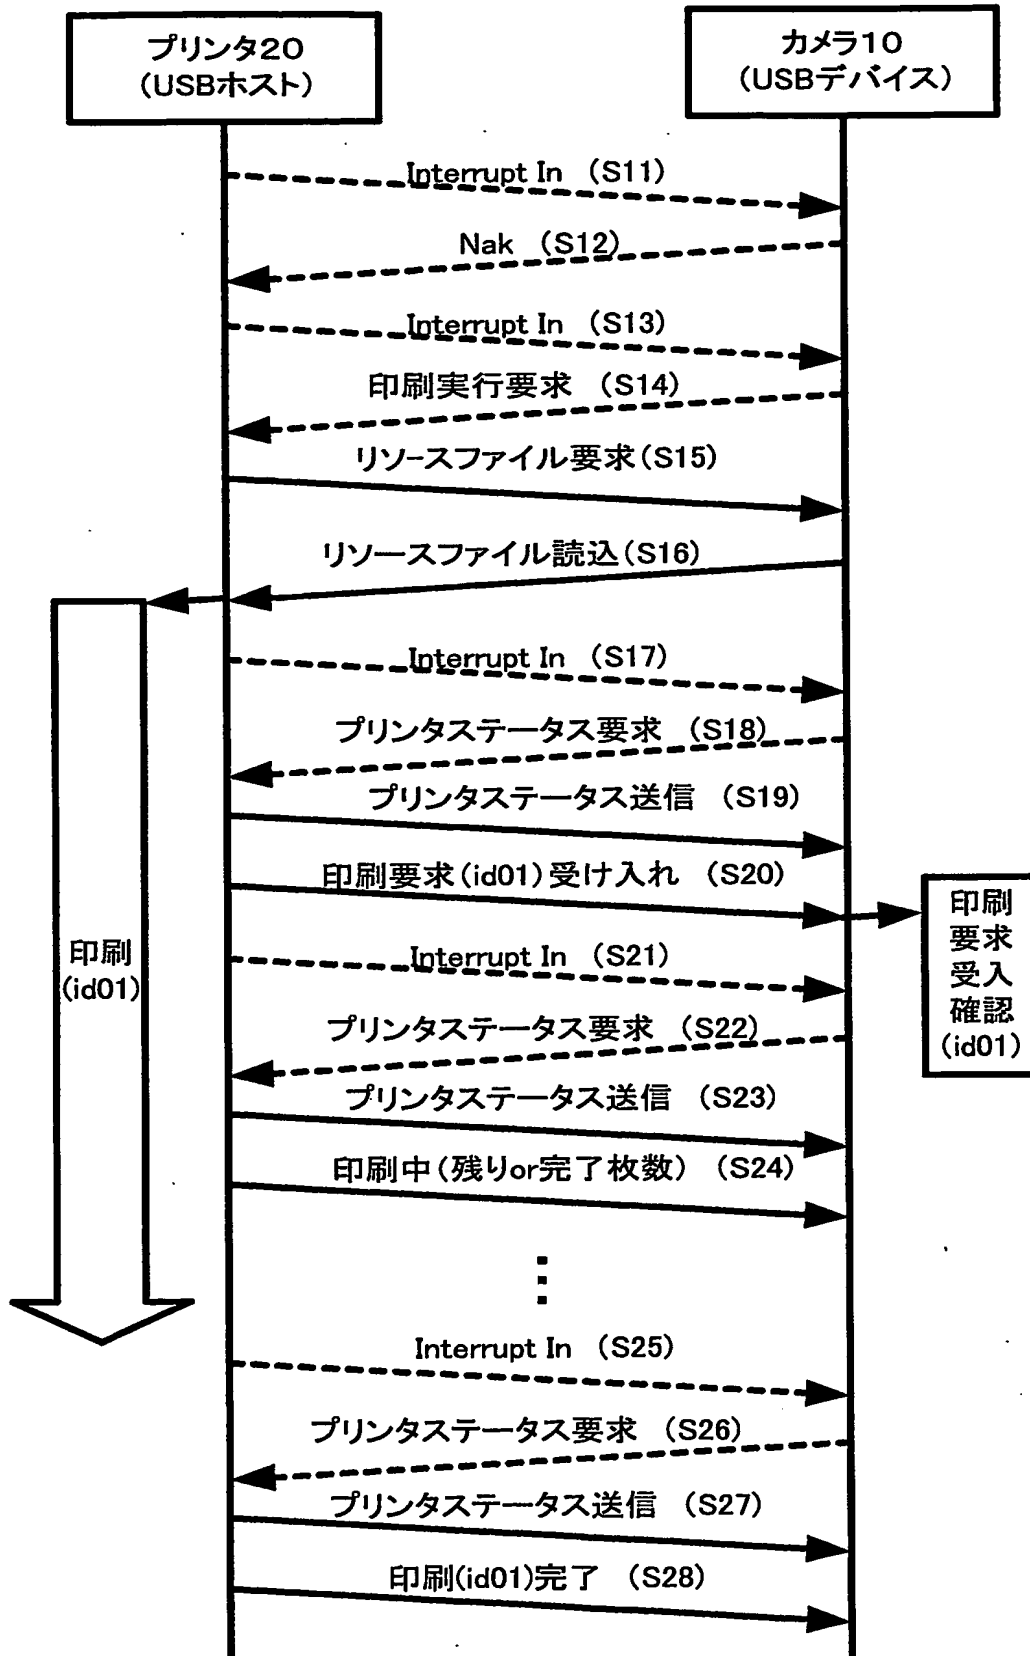 プリンタ20
(USBホスト)
カメラ10
(USBデバイス)
Interrupt In (S11)
Nak (S12)
Interrupt In (S13)
印刷実行要求 (S14)
リソースファイル要求(S15)
リソースファイル読込(S16)
Interrupt In (S17)
プリンタステータス要求 (S18)
プリンタステータス送信 (S19)
印刷要求(id01)受け入れ (S20)
印刷
要求
受入
確認
(id01)
印刷
(id01)
Interrupt In (S21)
プリンタステータス要求 (S22)
プリンタステータス送信 (S23)
印刷中(残りor完了枚数) (S24)
Interrupt In (S25)
プリンタステータス要求 (S26)
プリンタステータス送信 (S27)
印刷(id01)完了 (S28)